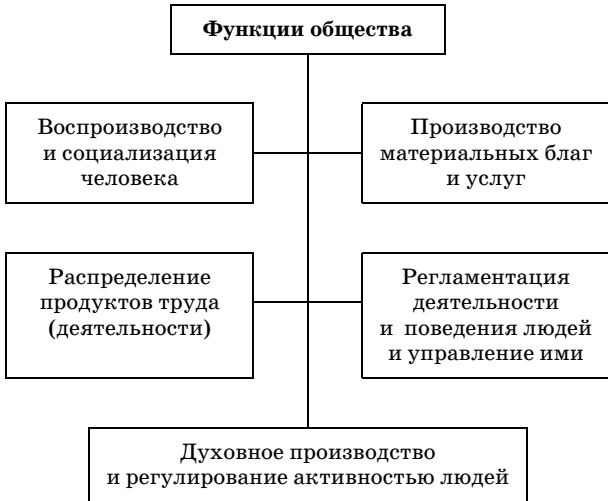 Функции общества
Воспроизводство
и социализация
человека
Производство
материальных благ
и услуг
Распределение
продуктов труда
(деятельности)
Регламентация
деятельности
и поведения людей
и управление ими
Духовное производство
и регулирование активностью людей